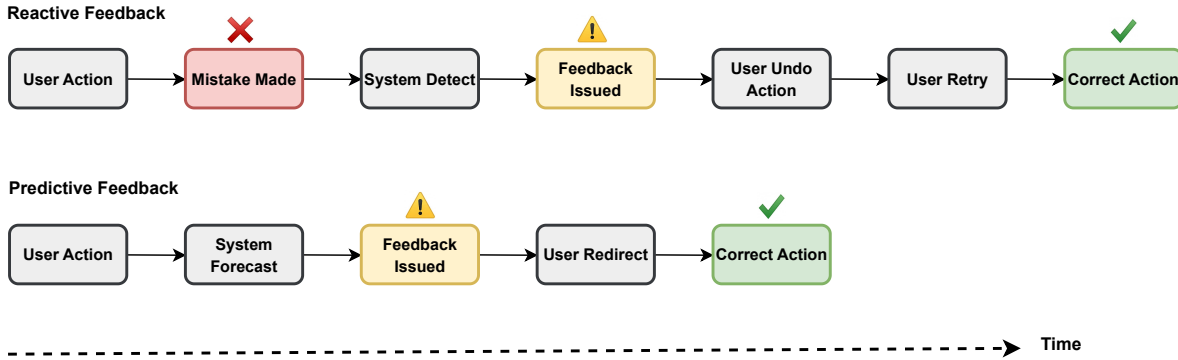 Reactive Feedback
User Action
Mistake Made
System Detect
Feedback
Issued
User Undo
Action
User Retry
Correct Action
Predictive Feedback
User Action
System
Forecast
Feedback
Issued
User Redirect
Correct Action
Time